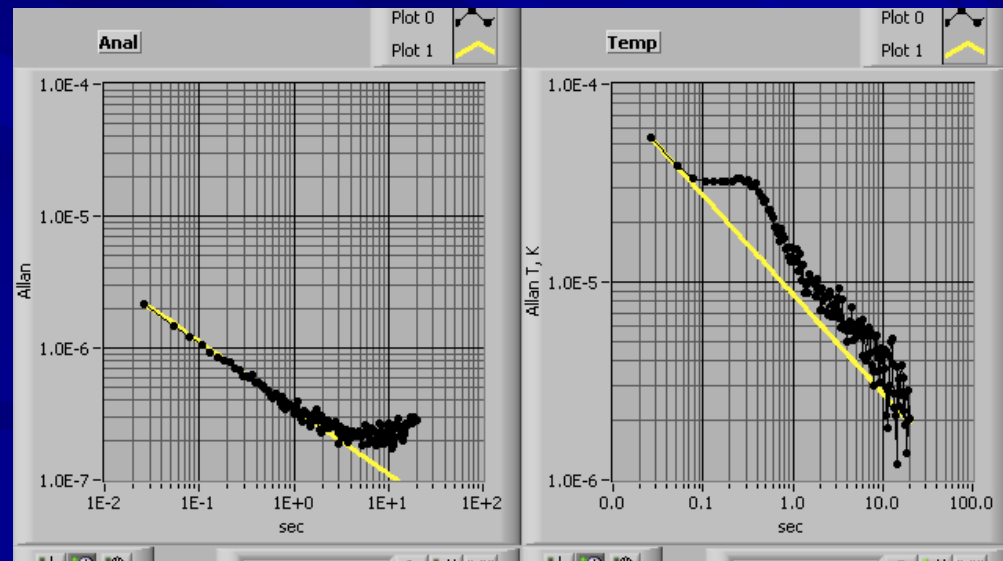 Anal
Plot 0
Plot 1
1.0E-4
1.0E-5
1.0E-6
1.0E-7
Allan
1E-2 1E-1 1E+0 1E+1 1E+2
sec
Temp
Plot 0
Plot 1
1.0E-4
1.0E-5
1.0E-6
Allan T, K
0.0 0.1 1.0 10.0 100.0
sec